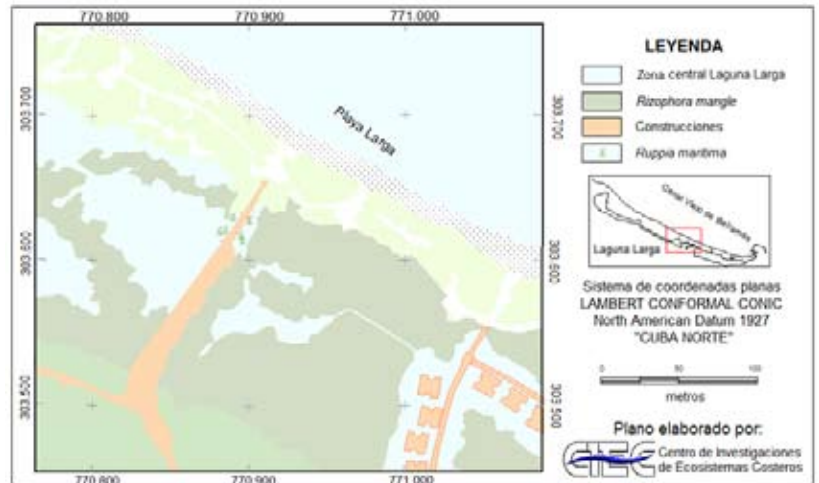 770.800 770.900 771.000
303.700
303.600
303.500
Playa Larga
303.700
303.600
303.500
770.800 770.900 771.000
LEYENDA
Zona central Laguna Larga
Rizophora mangle
Construcciones
Ruppia maritima
Canal Viejo de Bahamas
Laguna Larga
Sistema de coordenadas planas
LAMBERT CONFORMAL CONIC
North American Datum 1927
"CUBA NORTE"
0 50 100
metros
Plano elaborado por:
CIEC
Centro de Investigaciones
de Ecosistemas Costeros